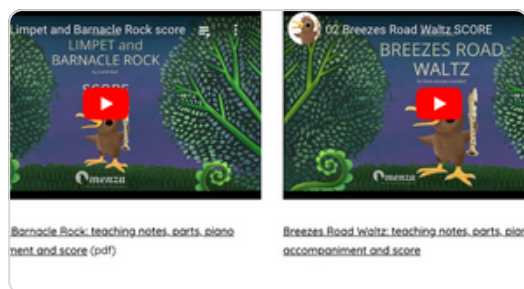 Limpet and Barnacle Rock score
LIMPET and
BARNACLE ROCK
SCORE
menza
Barnacle Rock: teaching notes, parts, piano
ment and score (pdf)
02 Breezes Road Waltz SCORE
BREEZES ROAD
WALTZ
menza
Breezes Road Waltz: teaching notes, parts,
accompaniment and score